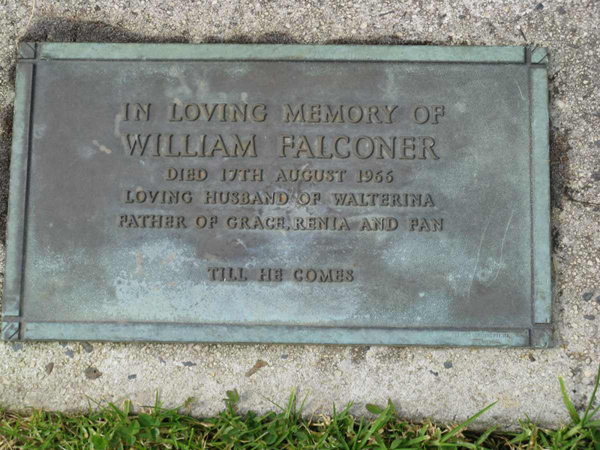 IN LOVING MEMORY OF
WILLIAM FALCONER
DIED 17TH AUGUST 1966
LOVING HUSBAND OF WALTERINA
FATHER OF GRACE, RENIA AND FAN
TILL HE COMES